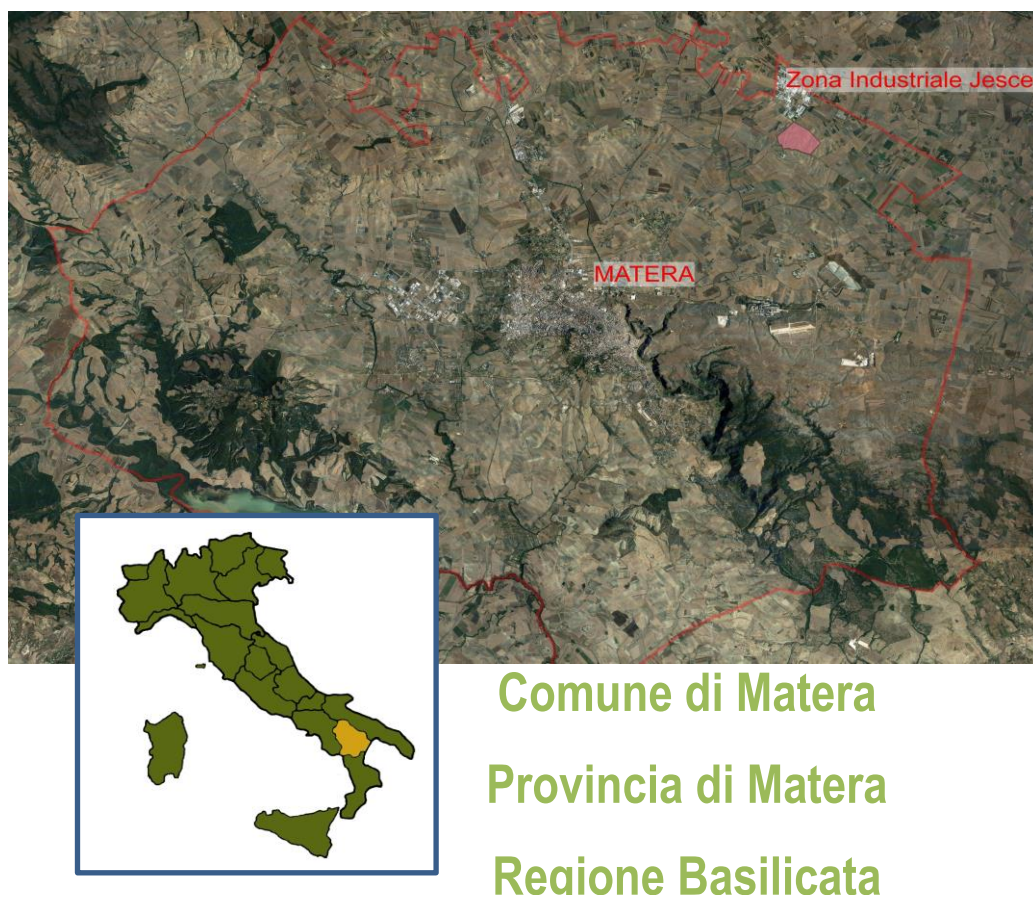 Zona Industriale Jesce
MATERA
Comune di Matera
Provincia di Matera
Regione Basilicata